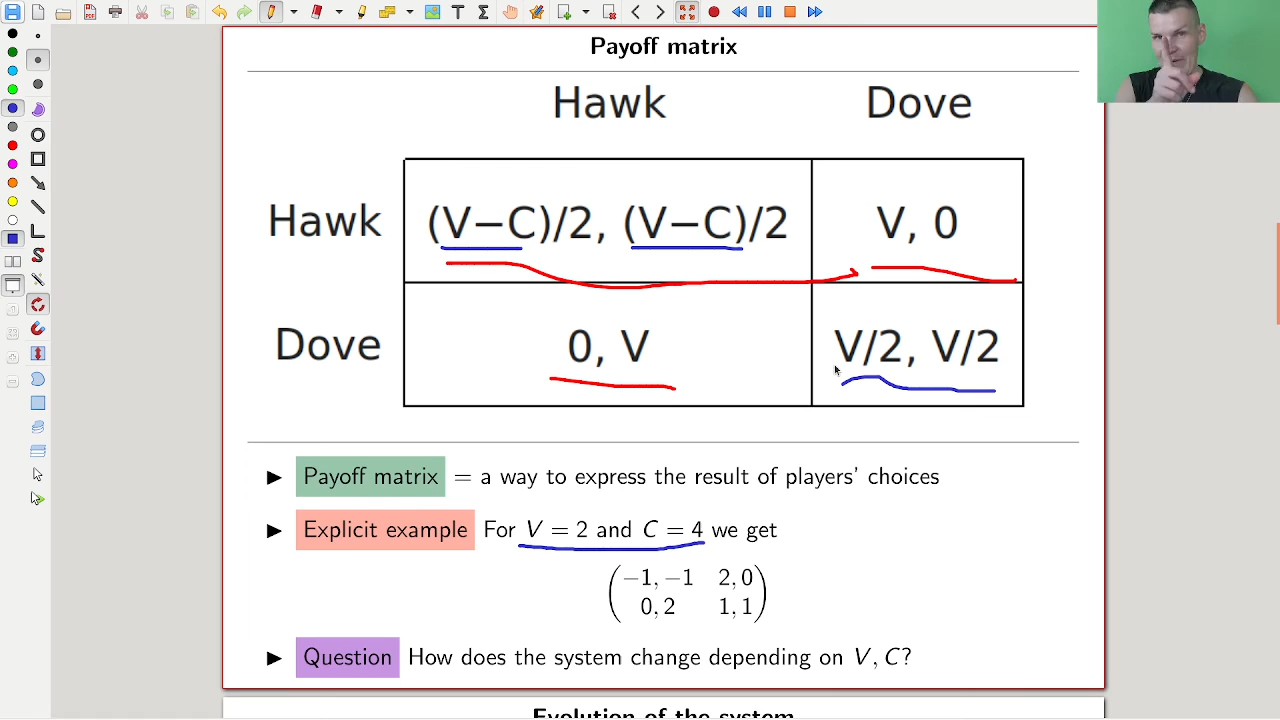 Payoff matrix
Hawk Dove
Hawk (V−C)/2, (V−C)/2 V, 0
Dove 0, V V/2, V/2
► Payoff matrix = a way to express the result of players' choices
► Explicit example For V = 2 and C = 4 we get
(−1, −1 2, 0
0, 2 1, 1)
► Question How does the system change depending on V, C?
Evolution of the system